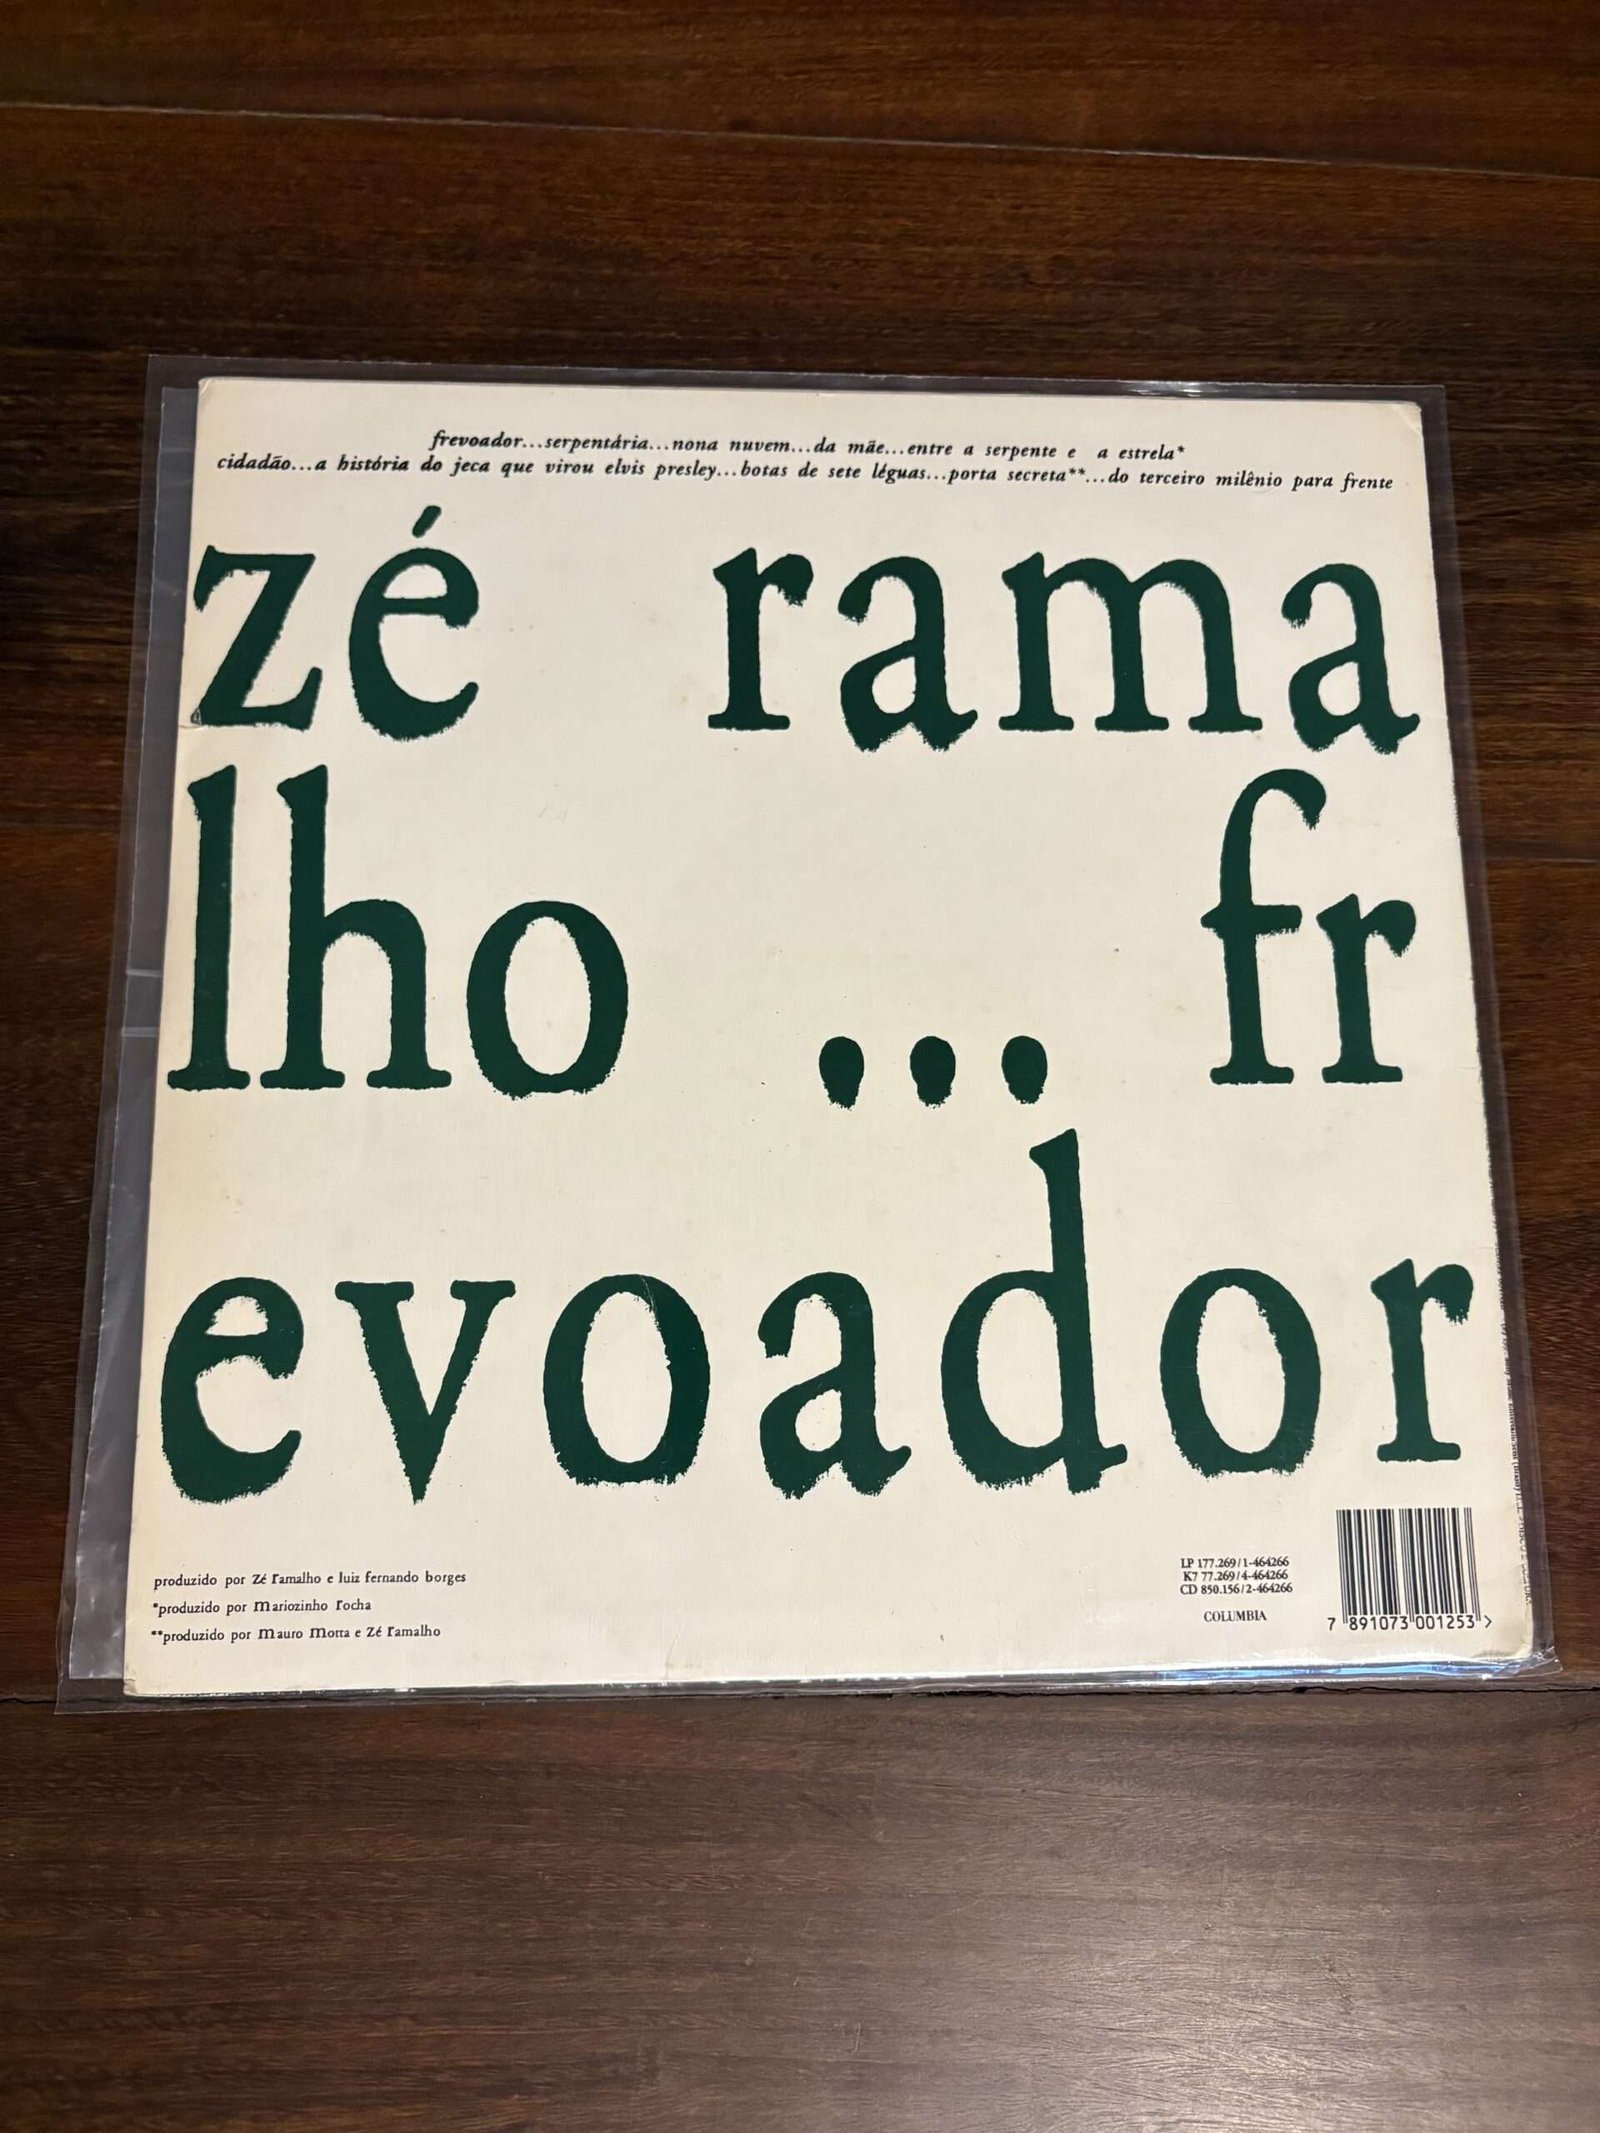 frevoador...serpentária...nona nuvem...da mãe...entre a serpente e a estrela*
cidadão...a história do jeca que virou elvis presley...botas de sete léguas...porta secreta**...do terceiro milênio para frente
zé rama
lho ... fr
evoador
produzido por zé ramalho e luiz fernando borges
*produzido por mariozinho rocha
**produzido por mauro motta e zé ramalho
LP 177.269/1-464266
K7 77.269/4-464266
CD 850.156/2-464266
COLUMBIA
7 891073 001253 >